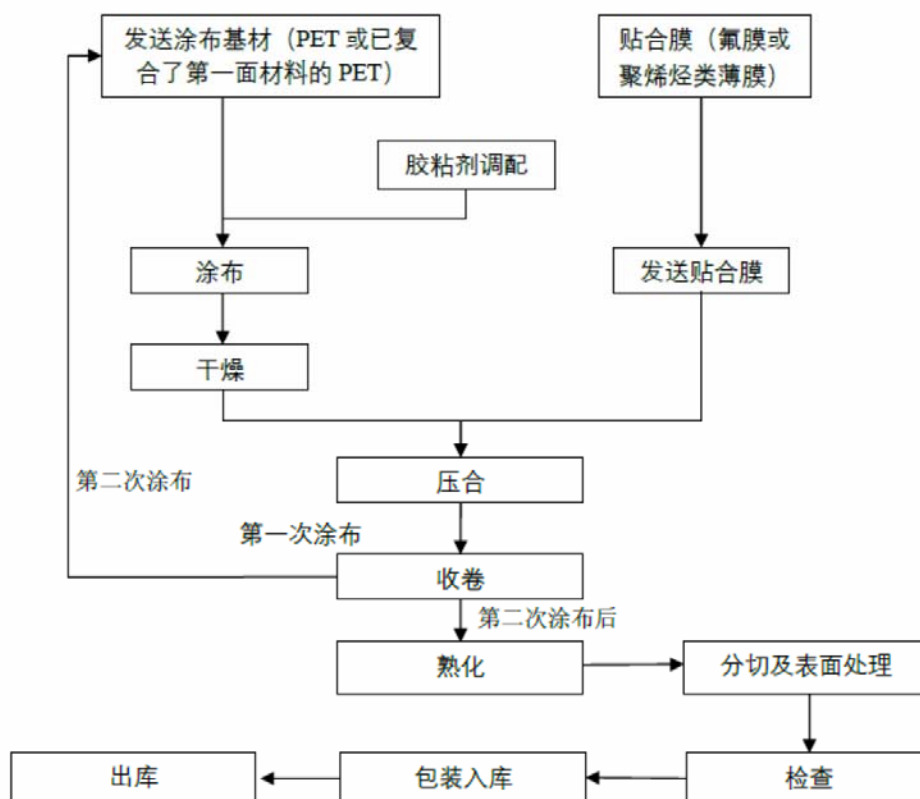 发送涂布基材（PET 或已复
合了第一面材料的 PET）
贴合膜（氟膜或
聚烯烃类薄膜）
胶粘剂调配
涂布
发送贴合膜
干燥
第二次涂布
压合
第一次涂布
收卷
第二次涂布后
熟化
分切及表面处理
出库
包装入库
检查